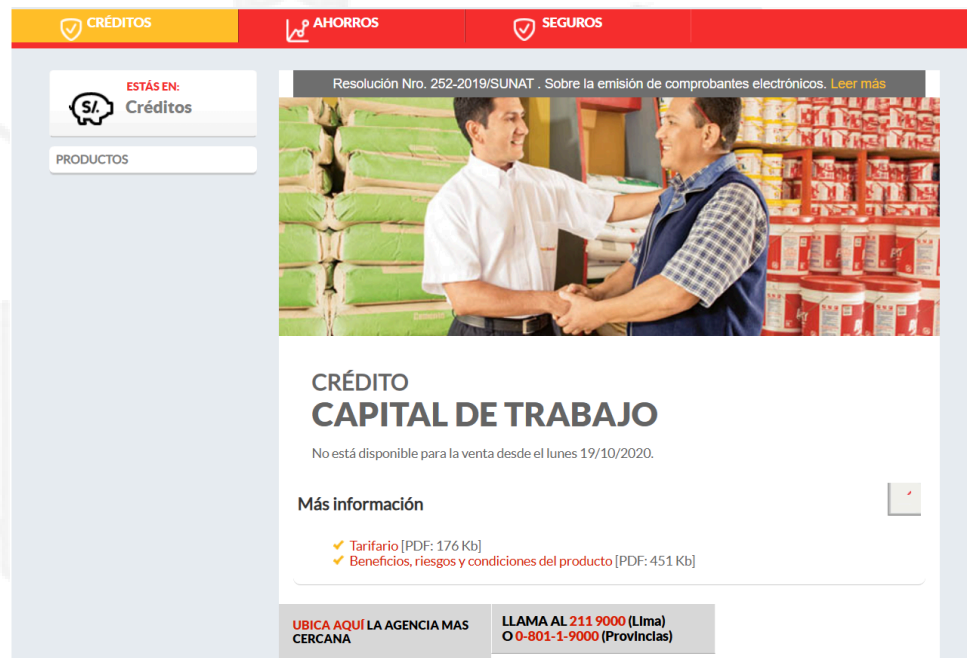 CRÉDITOS
AHORROS
SEGUROS
ESTÁS EN:
S/.
Créditos
PRODUCTOS
Resolución Nro. 252-2019/SUNAT . Sobre la emisión de comprobantes electrónicos. Leer más
CRÉDITO
CAPITAL DE TRABAJO
No está disponible para la venta desde el lunes 19/10/2020.
Más información
Tarifario [PDF: 176 Kb]
Beneficios, riesgos y condiciones del producto [PDF: 451 Kb]
UBICA AQUÍ LA AGENCIA MAS
CERCANA
LLAMA AL 211 9000 (Lima)
O 0-801-1-9000 (Provincias)